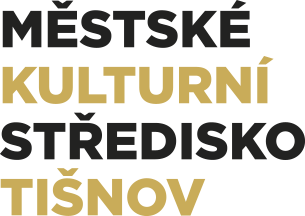 MĚSTSKÉ
KULTURNÍ
STŘEDISKO
TIŠNOV